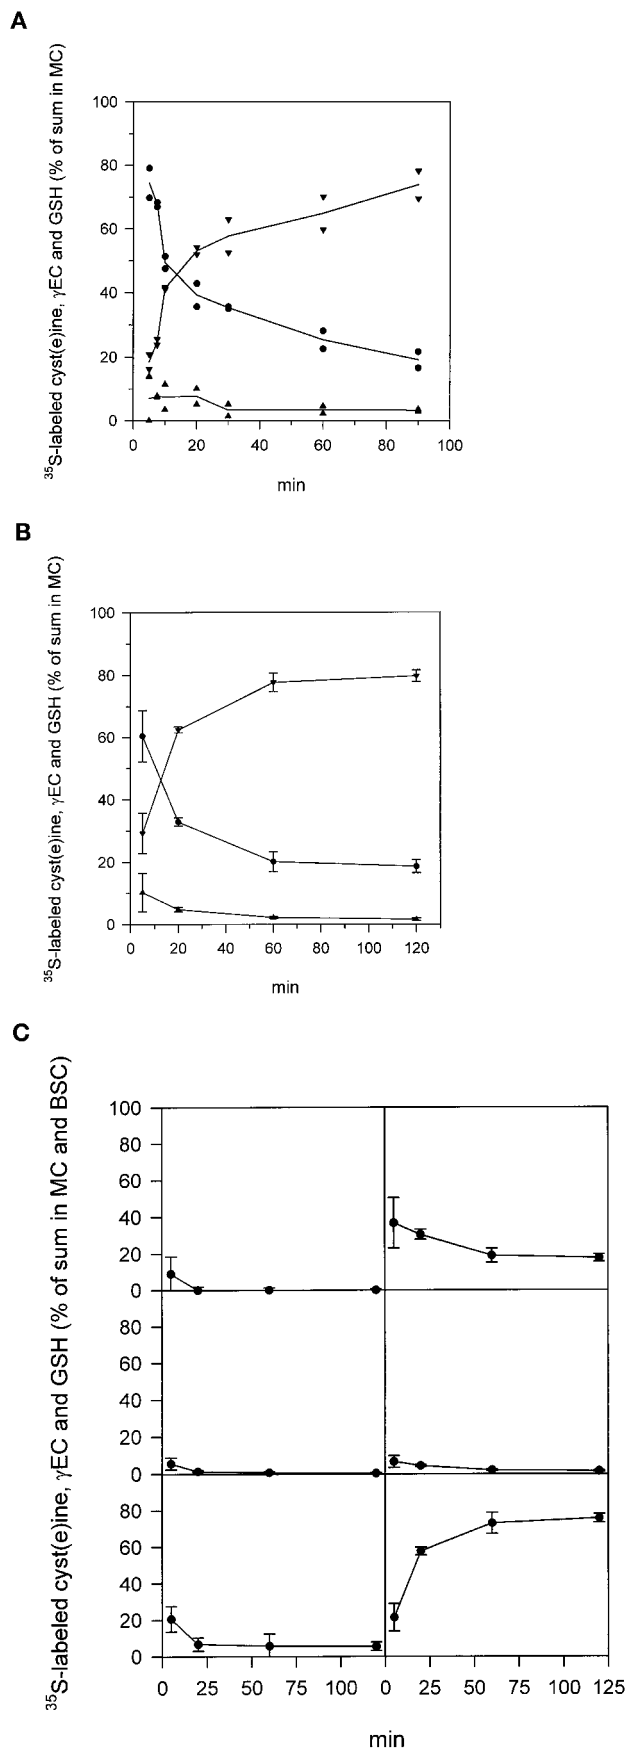 A
³⁵S-labeled cyst(e)ine, γEC and GSH (% of sum in MC)
100
80
60
40
20
0
0 20 40 60 80 100
min
B
³⁵S-labeled cyst(e)ine, γEC and GSH (% of sum in MC)
100
80
60
40
20
0
0 20 40 60 80 100 120
min
C
³⁵S-labeled cyst(e)ine, γEC and GSH (% of sum in MC and BSC)
100
80
60
40
20
0
80
60
40
20
0
80
60
40
20
0
0 25 50 75 100 0 25 50 75 100 125
min